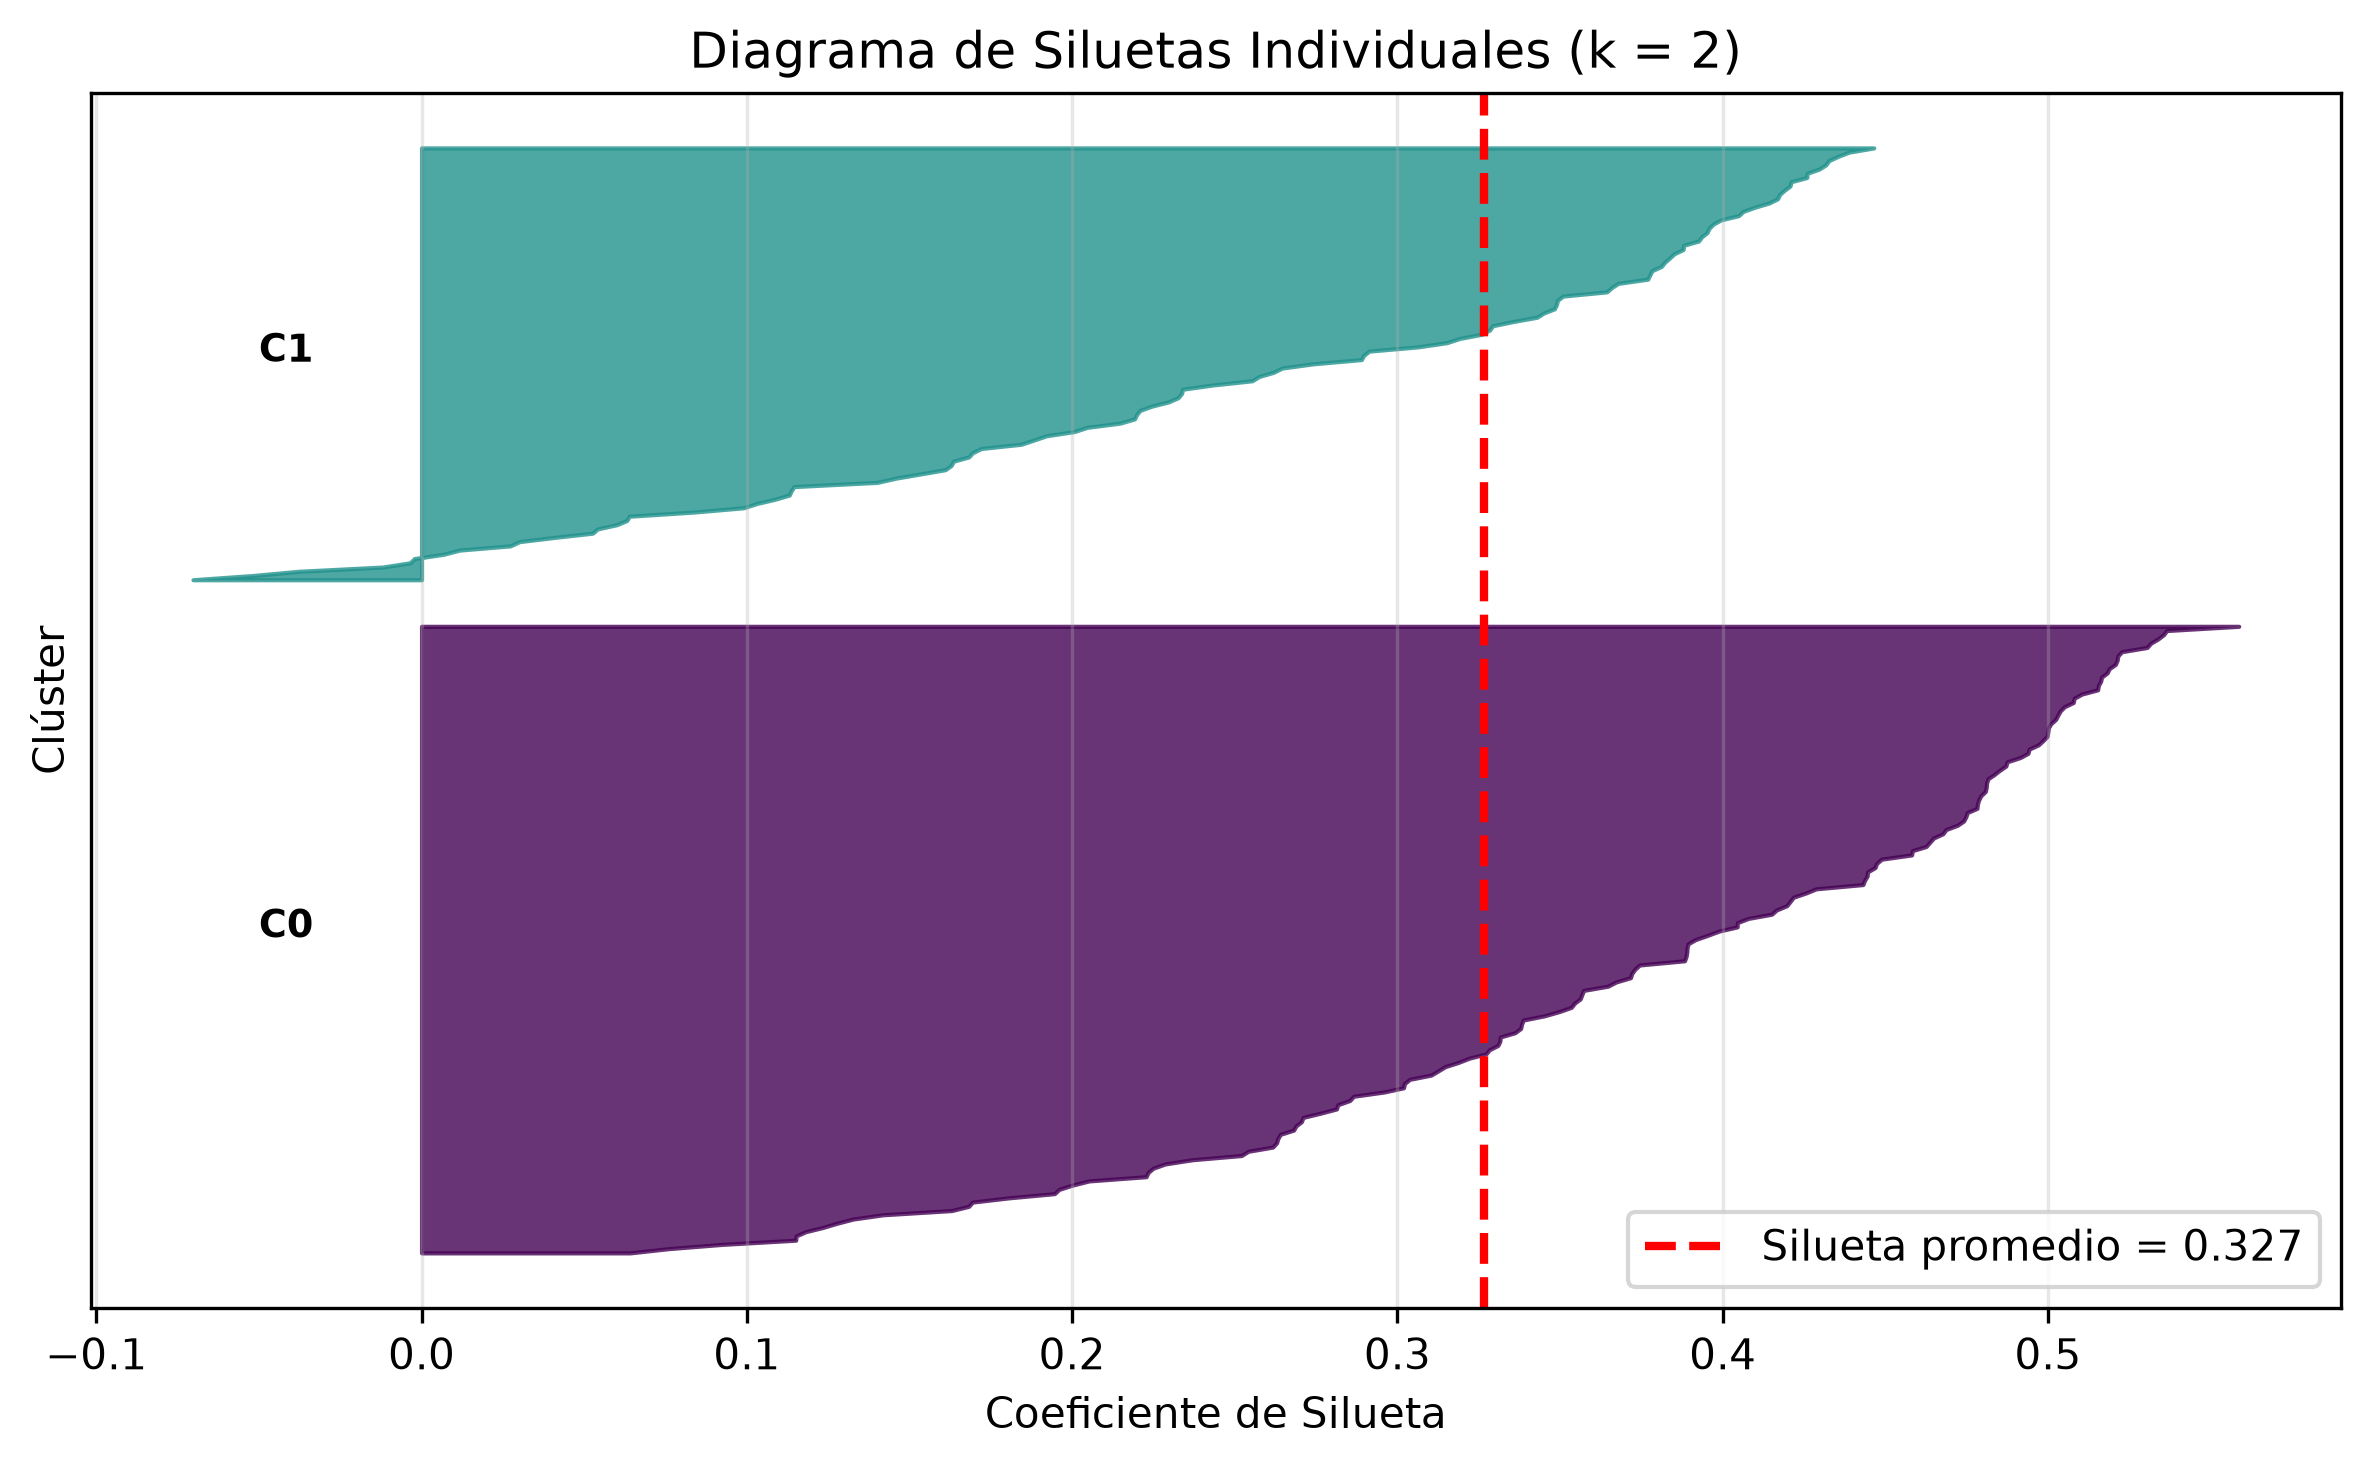 Diagrama de Siluetas Individuales (k = 2)
Clúster
C1
C0
Silueta promedio = 0.327
−0.1 0.0 0.1 0.2 0.3 0.4 0.5
Coeficiente de Silueta